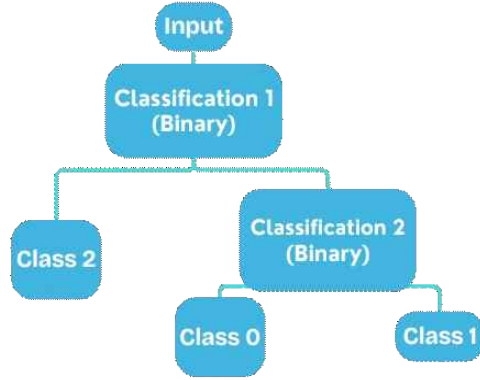 Input
Classification 1
(Binary)
Classification 2
(Binary)
Class 2
Class 0
Class 1